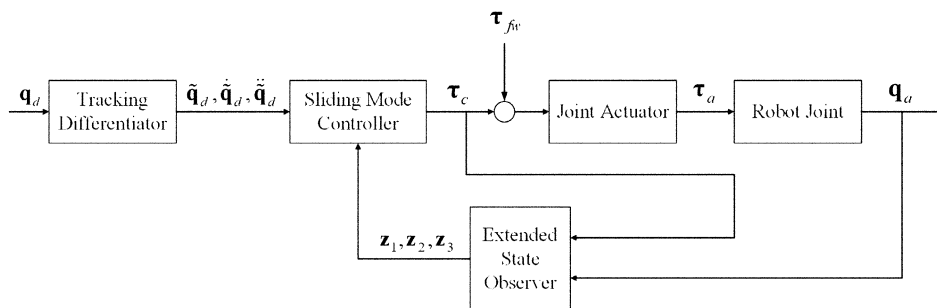 τ_fw
q_d
Tracking
Differentiator
q̃_d, q̃̇_d, q̃̈_d
Sliding Mode
Controller
τ_c
Joint Actuator
τ_a
Robot Joint
q_a
z_1, z_2, z_3
Extended
State
Observer